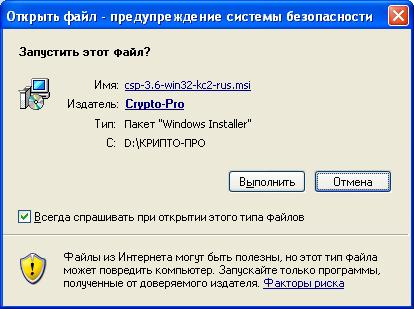 Открыть файл - предупреждение системы безопасности
Запустить этот файл?
Имя: csp-3.6-win32-kc2-rus.msi
Издатель: Crypto-Pro
Тип: Пакет "Windows Installer"
С: D:\КРИПТО-ПРО
Выполнить Отмена
Всегда спрашивать при открытии этого типа файлов
Файлы из Интернета могут быть полезны, но этот тип файла
может повредить компьютер. Запускайте только программы,
полученные от доверяемого издателя. Факторы риска